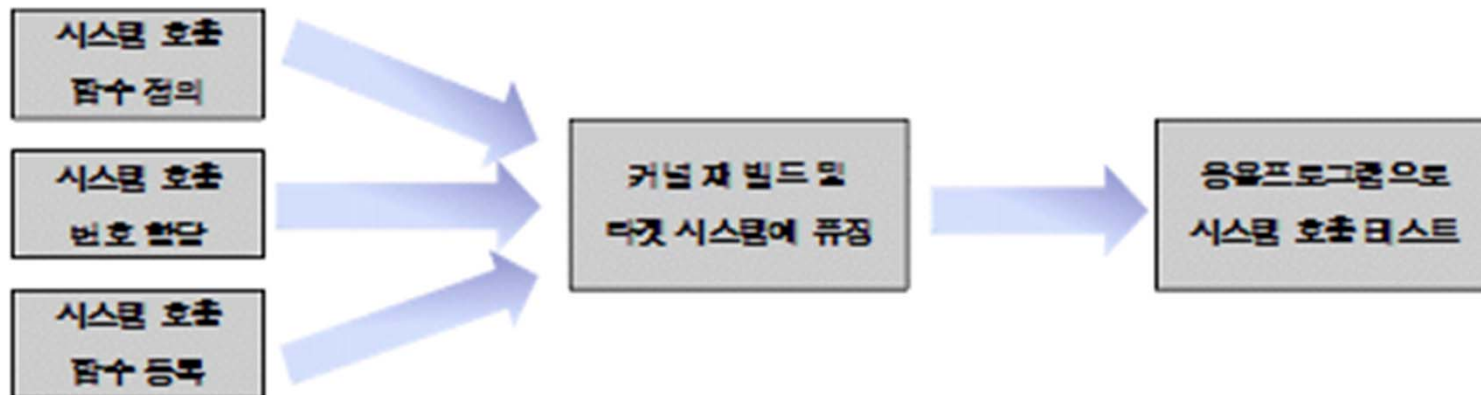 시스템 호출
함수 정의
시스템 호출
번호 할당
시스템 호출
함수 등록
커널 재 빌드 및
타겟 시스템에 퓨징
응용프로그램으로
시스템 호출 테스트